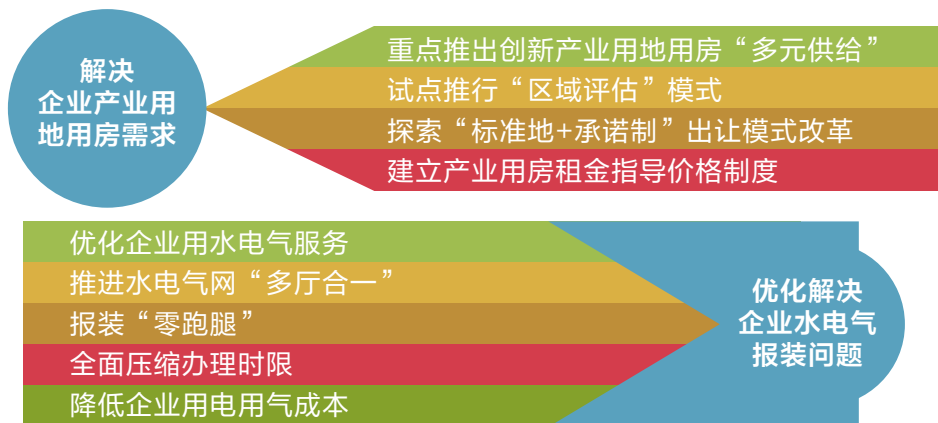 解决
企业产业用
地用房需求
重点推出创新产业用地用房“多元供给”
试点推行“区域评估”模式
探索“标准地+承诺制”出让模式改革
建立产业用房租金指导价格制度
优化企业用水电气服务
推进水电气网“多厅合一”
报装“零跑腿”
全面压缩办理时限
降低企业用电用气成本
优化解决
企业水电气
报装问题